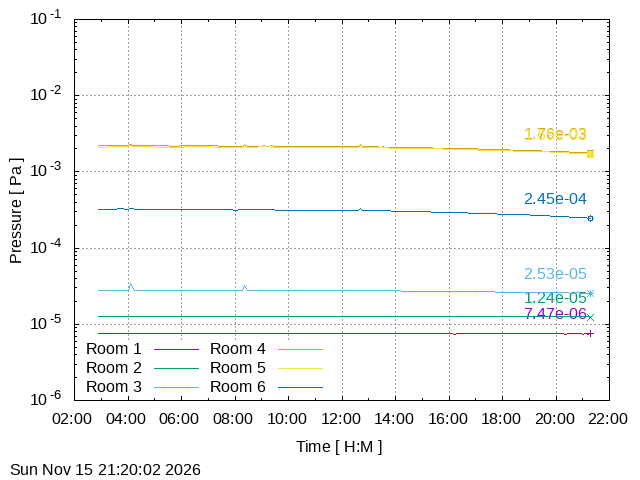 10^-1
10^-2
10^-3
10^-4
10^-5
10^-6
Pressure [ Pa ]
1.76e-03
2.45e-04
2.53e-05
1.24e-05
7.47e-06
Room 1 Room 4
Room 2 Room 5
Room 3 Room 6
02:00 04:00 06:00 08:00 10:00 12:00 14:00 16:00 18:00 20:00 22:00
Time [ H:M ]
Sun Nov 15 21:20:02 2026